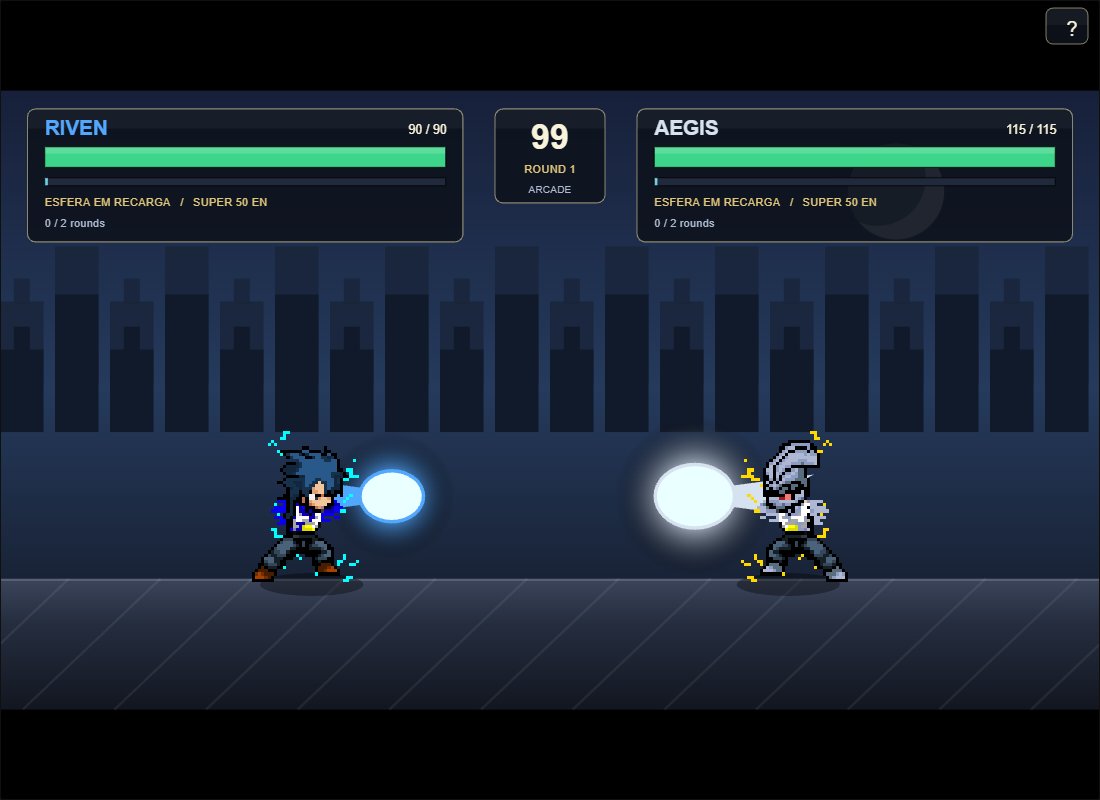 ?
RIVEN 90 / 90
ESFERA EM RECARGA / SUPER 50 EN
0 / 2 rounds
99
ROUND 1
ARCADE
AEGIS 115 / 115
ESFERA EM RECARGA / SUPER 50 EN
0 / 2 rounds